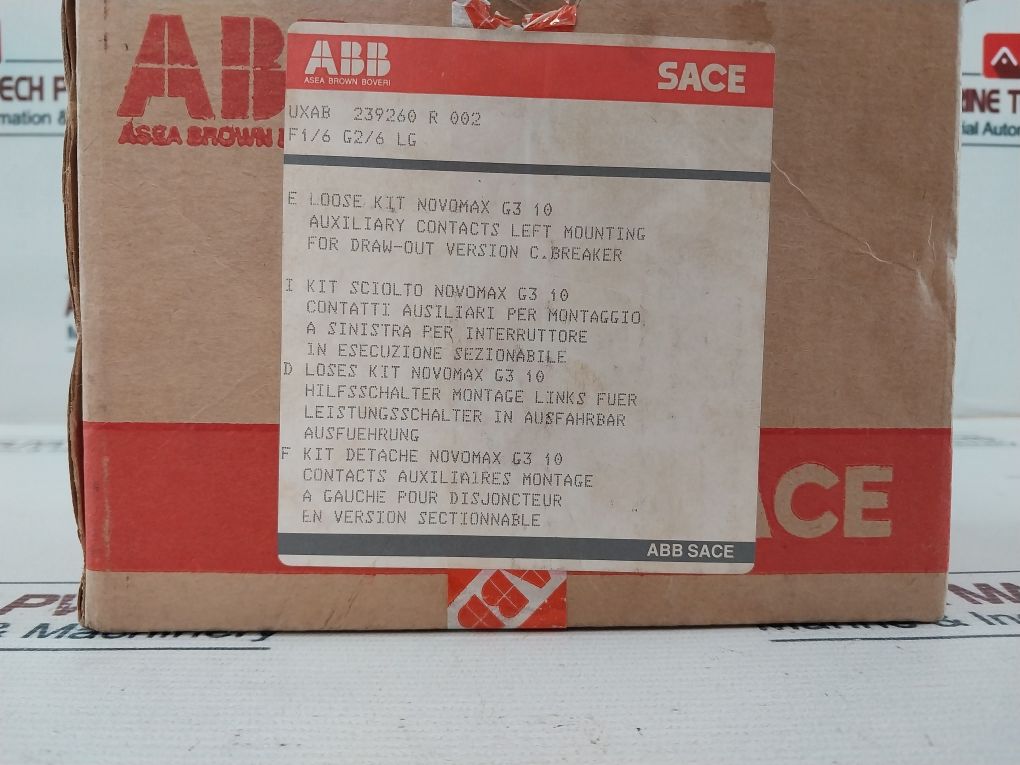 ABB
ASEA BROWN BOVERI
SACE
UXAB 239260 R 002
F1/6 G2/6 LG
E LOOSE KIT NOVOMAX G3 10
AUXILIARY CONTACTS LEFT MOUNTING
FOR DRAW-OUT VERSION C.BREAKER
I KIT SCIOLTO NOVOMAX G3 10
CONTATTI AUSILIARI PER MONTAGGIO
A SINISTRA PER INTERRUTTORE
IN ESECUZIONE SEZIONABILE
D LOSES KIT NOVOMAX G3 10
HILFSSCHALTER MONTAGE LINKS FUER
LEISTUNGSSCHALTER IN AUSFAHRBAR
AUSFUEHRUNG
F KIT DETACHE NOVOMAX G3 10
CONTACTS AUXILIAIRES MONTAGE
A GAUCHE POUR DISJONCTEUR
EN VERSION SECTIONNABLE
ABB SACE
AB
ASEA BROWN
ACE
ABB
& Machinery